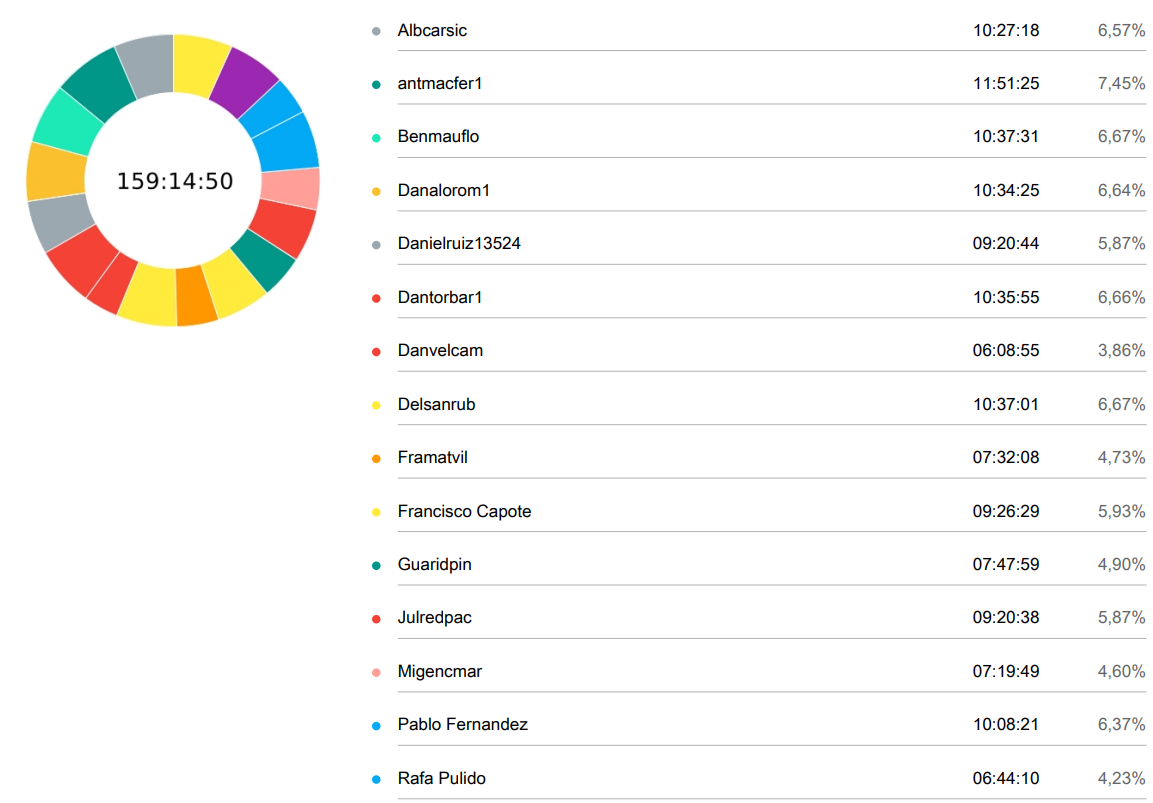 159:14:50
Albcarsic 10:27:18 6,57%
antmacfer1 11:51:25 7,45%
Benmauflo 10:37:31 6,67%
Danalorom1 10:34:25 6,64%
Danielruiz13524 09:20:44 5,87%
Dantorbar1 10:35:55 6,66%
Danvelcam 06:08:55 3,86%
Delsanrub 10:37:01 6,67%
Framatvil 07:32:08 4,73%
Francisco Capote 09:26:29 5,93%
Guaridpin 07:47:59 4,90%
Julredpac 09:20:38 5,87%
Migencmar 07:19:49 4,60%
Pablo Fernandez 10:08:21 6,37%
Rafa Pulido 06:44:10 4,23%